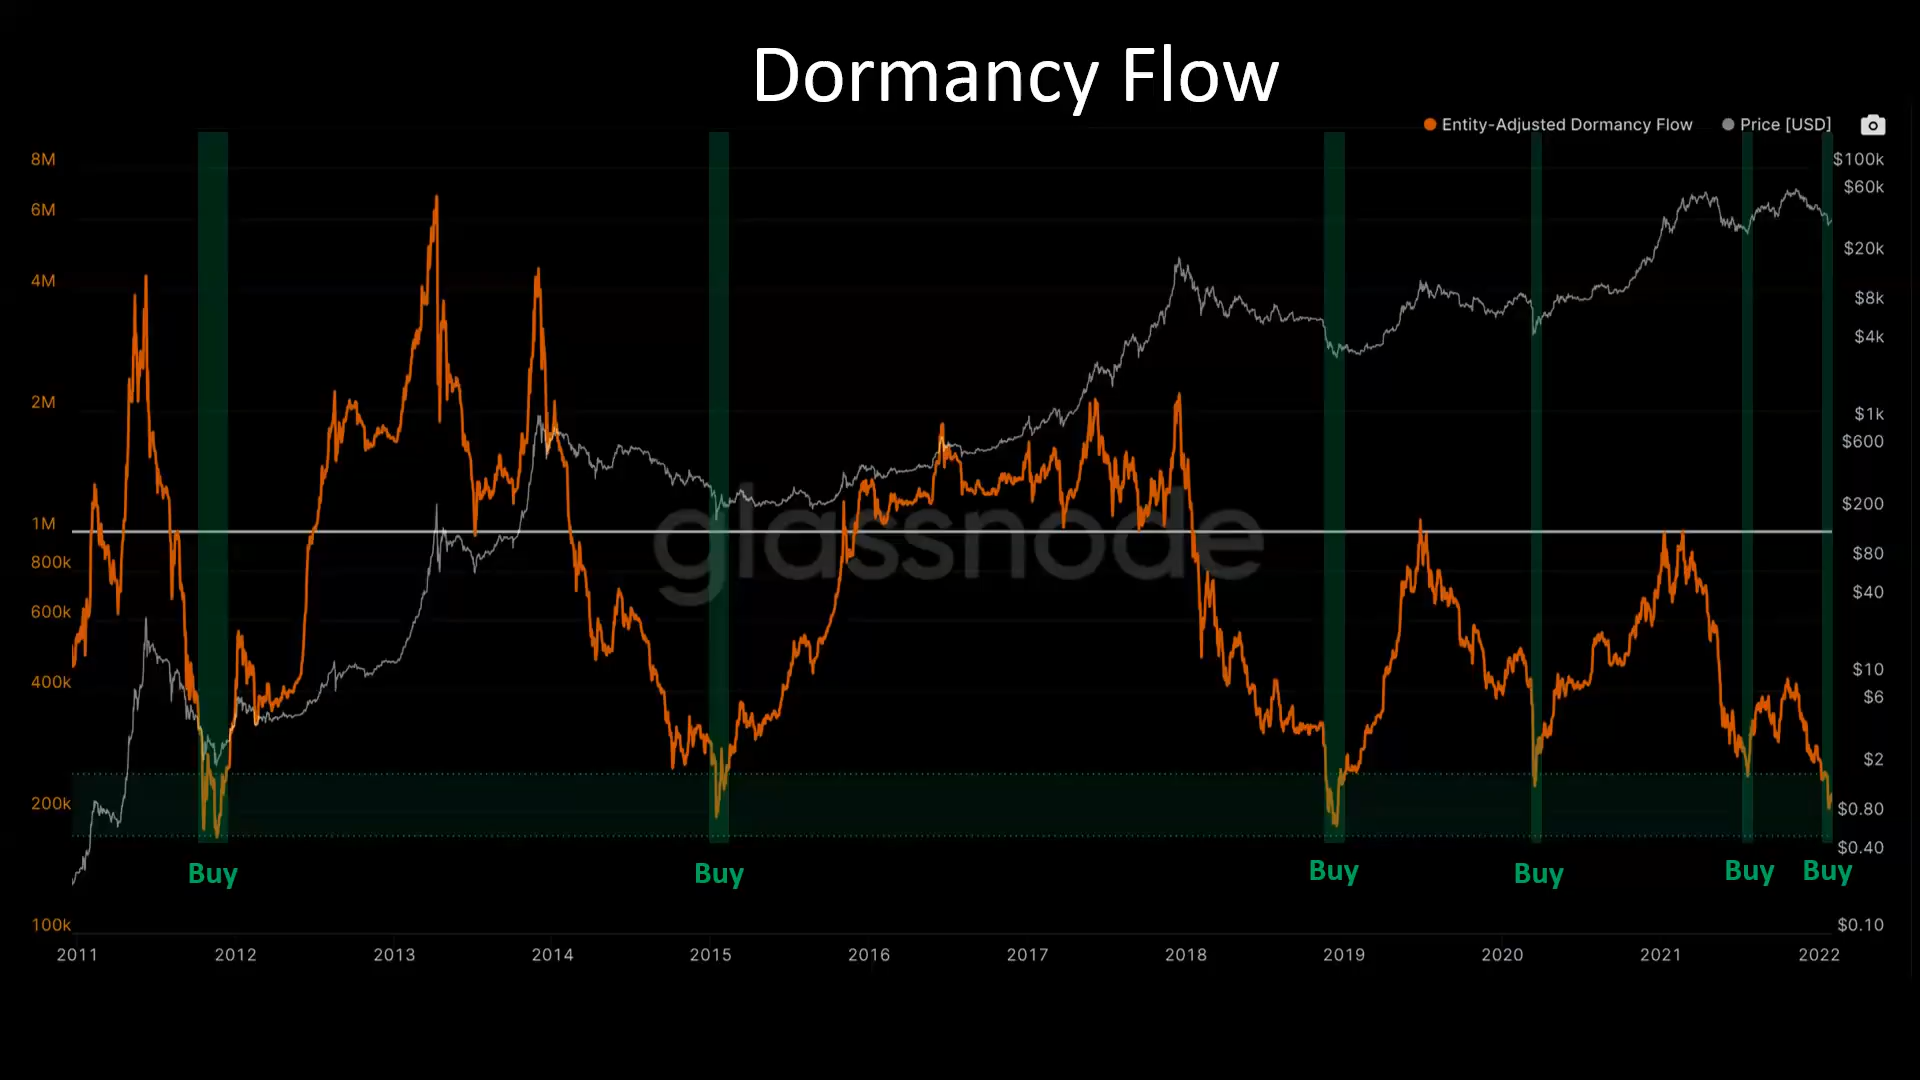 Dormancy Flow
Entity-Adjusted Dormancy Flow Price [USD]
8M
6M
4M
2M
1M
800k
600k
400k
200k
100k
$100k
$60k
$20k
$8k
$4k
$1k
$600
$200
$80
$40
$10
$6
$2
$0.80
$0.40
$0.10
glassnode
Buy Buy Buy Buy Buy Buy
2011 2012 2013 2014 2015 2016 2017 2018 2019 2020 2021 2022